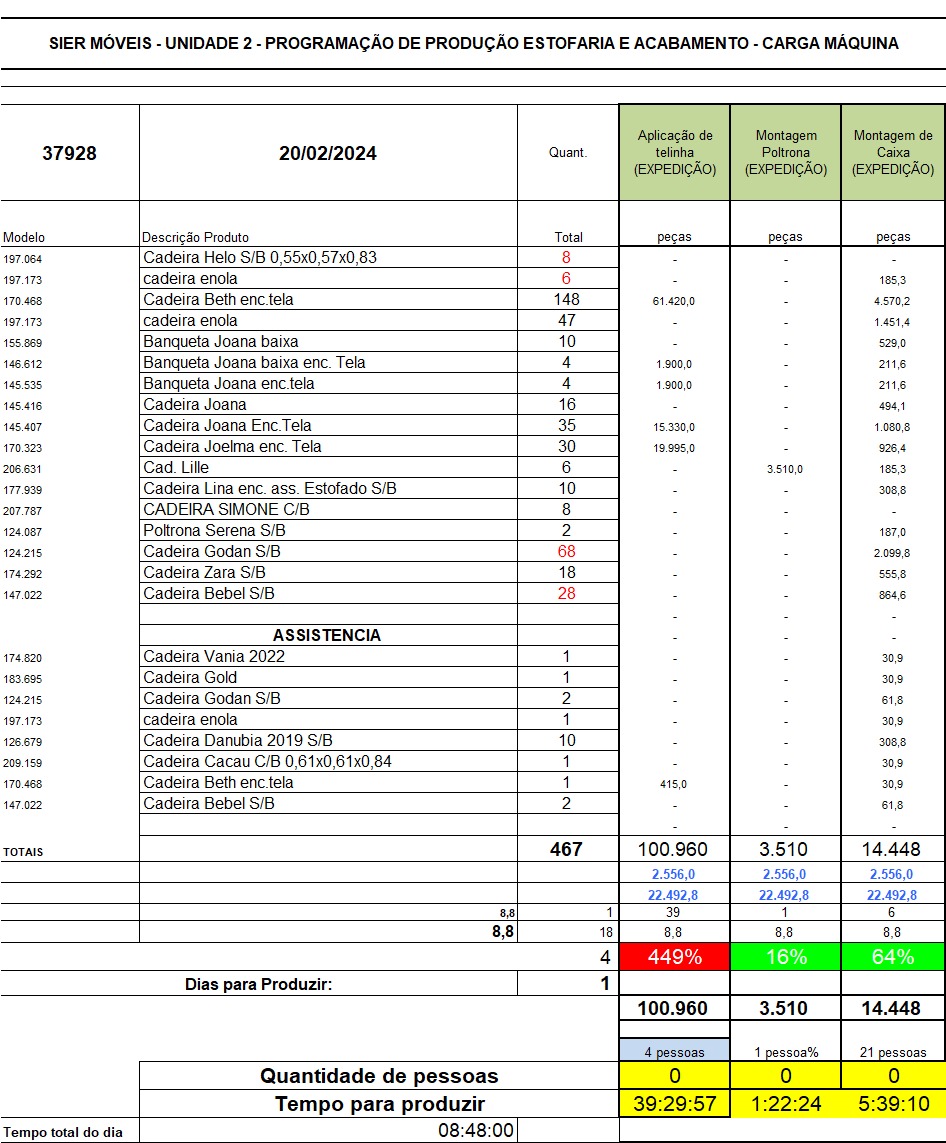 SIER MÓVEIS - UNIDADE 2 - PROGRAMAÇÃO DE PRODUÇÃO ESTOFARIA E ACABAMENTO - CARGA MÁQUINA
37928 20/02/2024 Quant. Aplicação de telinha (EXPEDIÇÃO) Montagem Poltrona (EXPEDIÇÃO) Montagem de Caixa (EXPEDIÇÃO)
Modelo Descrição Produto Total peças peças peças
197.064 Cadeira Helo S/B 0,55x0,57x0,83 8 - - -
197.173 cadeira enola 6 - - 185,3
170.468 Cadeira Beth enc.tela 148 61.420,0 - 4.570,2
197.173 cadeira enola 47 - - 1.451,4
155.869 Banqueta Joana baixa 10 - - 529,0
146.612 Banqueta Joana baixa enc. Tela 4 1.900,0 - 211,6
145.535 Banqueta Joana enc.tela 4 1.900,0 - 211,6
145.416 Cadeira Joana 16 - - 494,1
145.407 Cadeira Joana Enc.Tela 35 15.330,0 - 1.080,8
170.323 Cadeira Joelma enc. Tela 30 19.995,0 - 926,4
206.631 Cad. Lille 6 - 3.510,0 185,3
177.939 Cadeira Lina enc. ass. Estofado S/B 10 - - 308,8
207.787 CADEIRA SIMONE C/B 8 - - -
124.087 Poltrona Serena S/B 2 - - 187,0
124.215 Cadeira Godan S/B 68 - - 2.099,8
174.292 Cadeira Zara S/B 18 - - 555,8
147.022 Cadeira Bebel S/B 28 - - 864,6
- - -
ASSISTENCIA - - -
174.820 Cadeira Vania 2022 1 - - 30,9
183.695 Cadeira Gold 1 - - 30,9
124.215 Cadeira Godan S/B 2 - - 61,8
197.173 cadeira enola 1 - - 30,9
126.679 Cadeira Danubia 2019 S/B 10 - - 308,8
209.159 Cadeira Cacau C/B 0,61x0,61x0,84 1 - - 30,9
170.468 Cadeira Beth enc.tela 1 415,0 - 30,9
147.022 Cadeira Bebel S/B 2 - - 61,8
- - -
TOTAIS 467 100.960 3.510 14.448
2.556,0 2.556,0 2.556,0
22.492,8 22.492,8 22.492,8
8,8 1 39 1 6
8,8 18 8,8 8,8 8,8
4 449% 16% 64%
Dias para Produzir: 1
100.960 3.510 14.448
4 pessoas 1 pessoa% 21 pessoas
Quantidade de pessoas 0 0 0
Tempo para produzir 39:29:57 1:22:24 5:39:10
Tempo total do dia 08:48:00